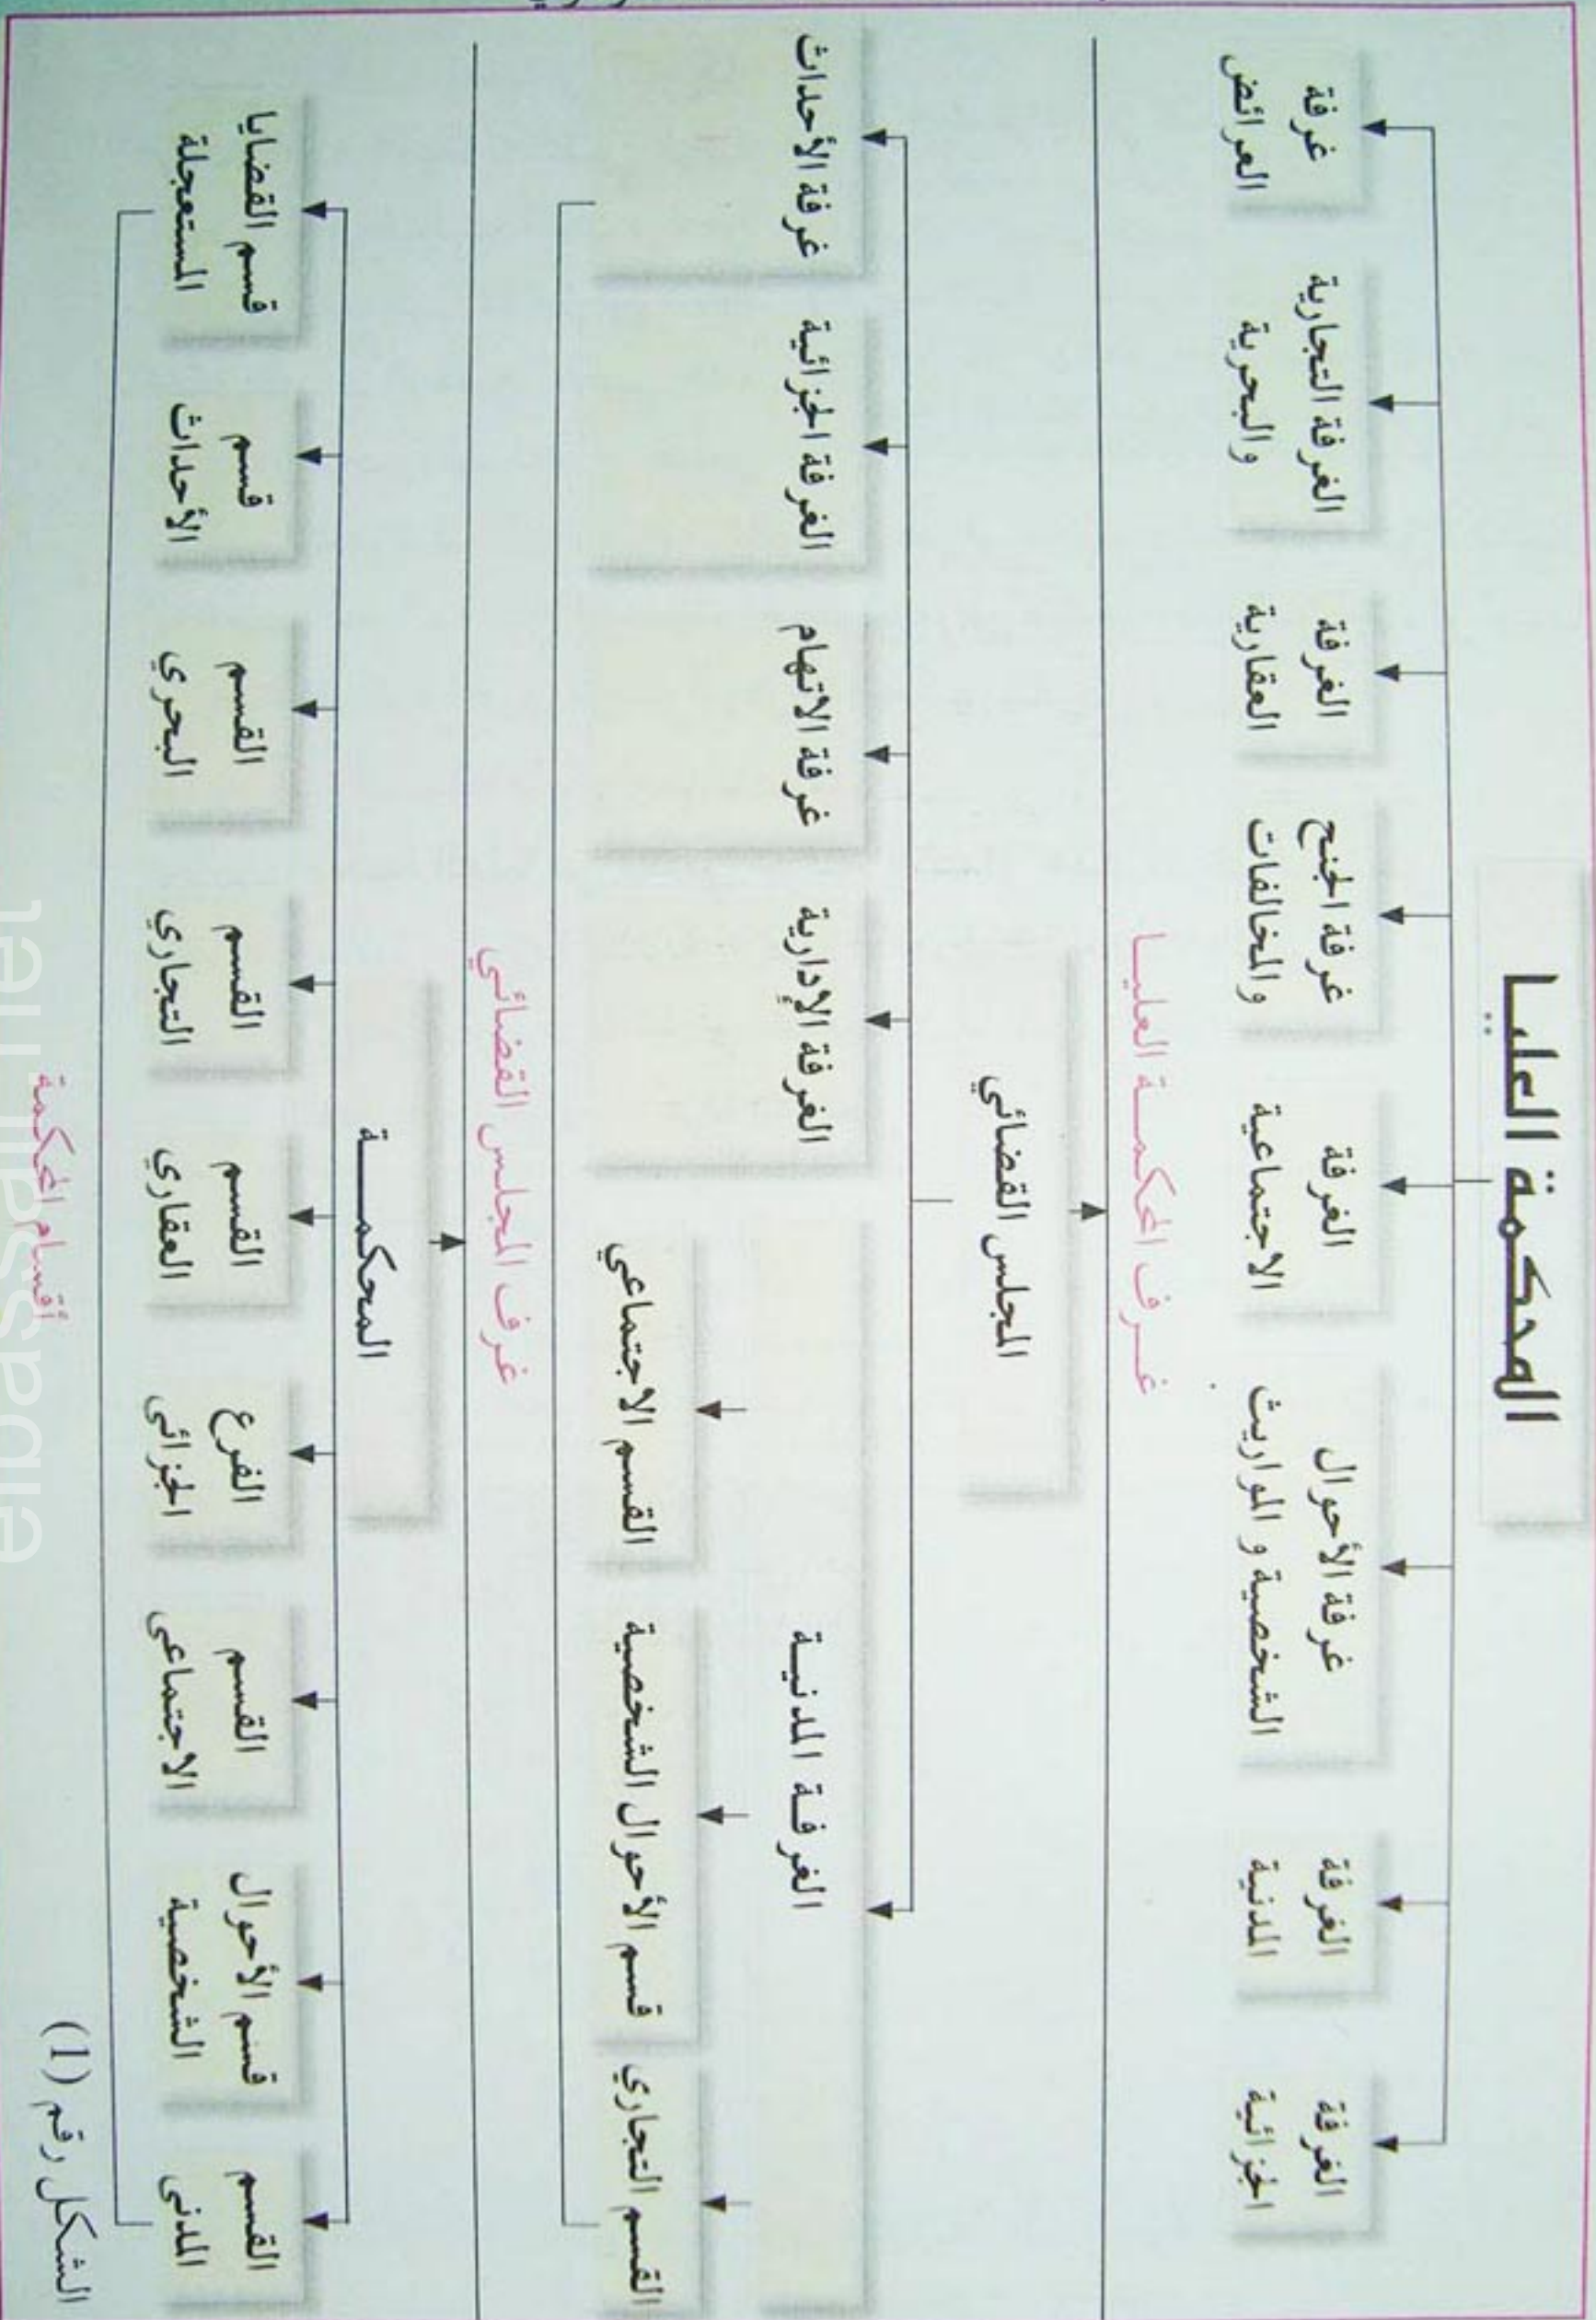 المحكمة العليا
الغرفة
الجزائية
الغرفة
المدنية
غرفة الأحوال
الشخصية و المواريث
الغرفة
الاجتماعية
غرفة الجنح
والمخالفات
الغرفة
العقارية
الغرفة التجارية
والبحرية
غرفة
العرائض
غرف المحكمة العليا
المجلس القضائي
الغرفة المدنية
الغرفة الإدارية
غرفة الاتهام
الغرفة الجزائية
غرفة الأحداث
القسم التجاري
قسم الأحوال الشخصية
القسم الاجتماعي
غرف المجلس القضائي
المحكمة
القسم
المدني
قسم الأحوال
الشخصية
القسم
الاجتماعي
الفرع
الجزائي
القسم
العقاري
القسم
التجاري
القسم
البحري
قسم
الأحداث
قسم القضايا
المستعجلة
أقسام المحكمة
الشكل رقم (1)
elbassair.net